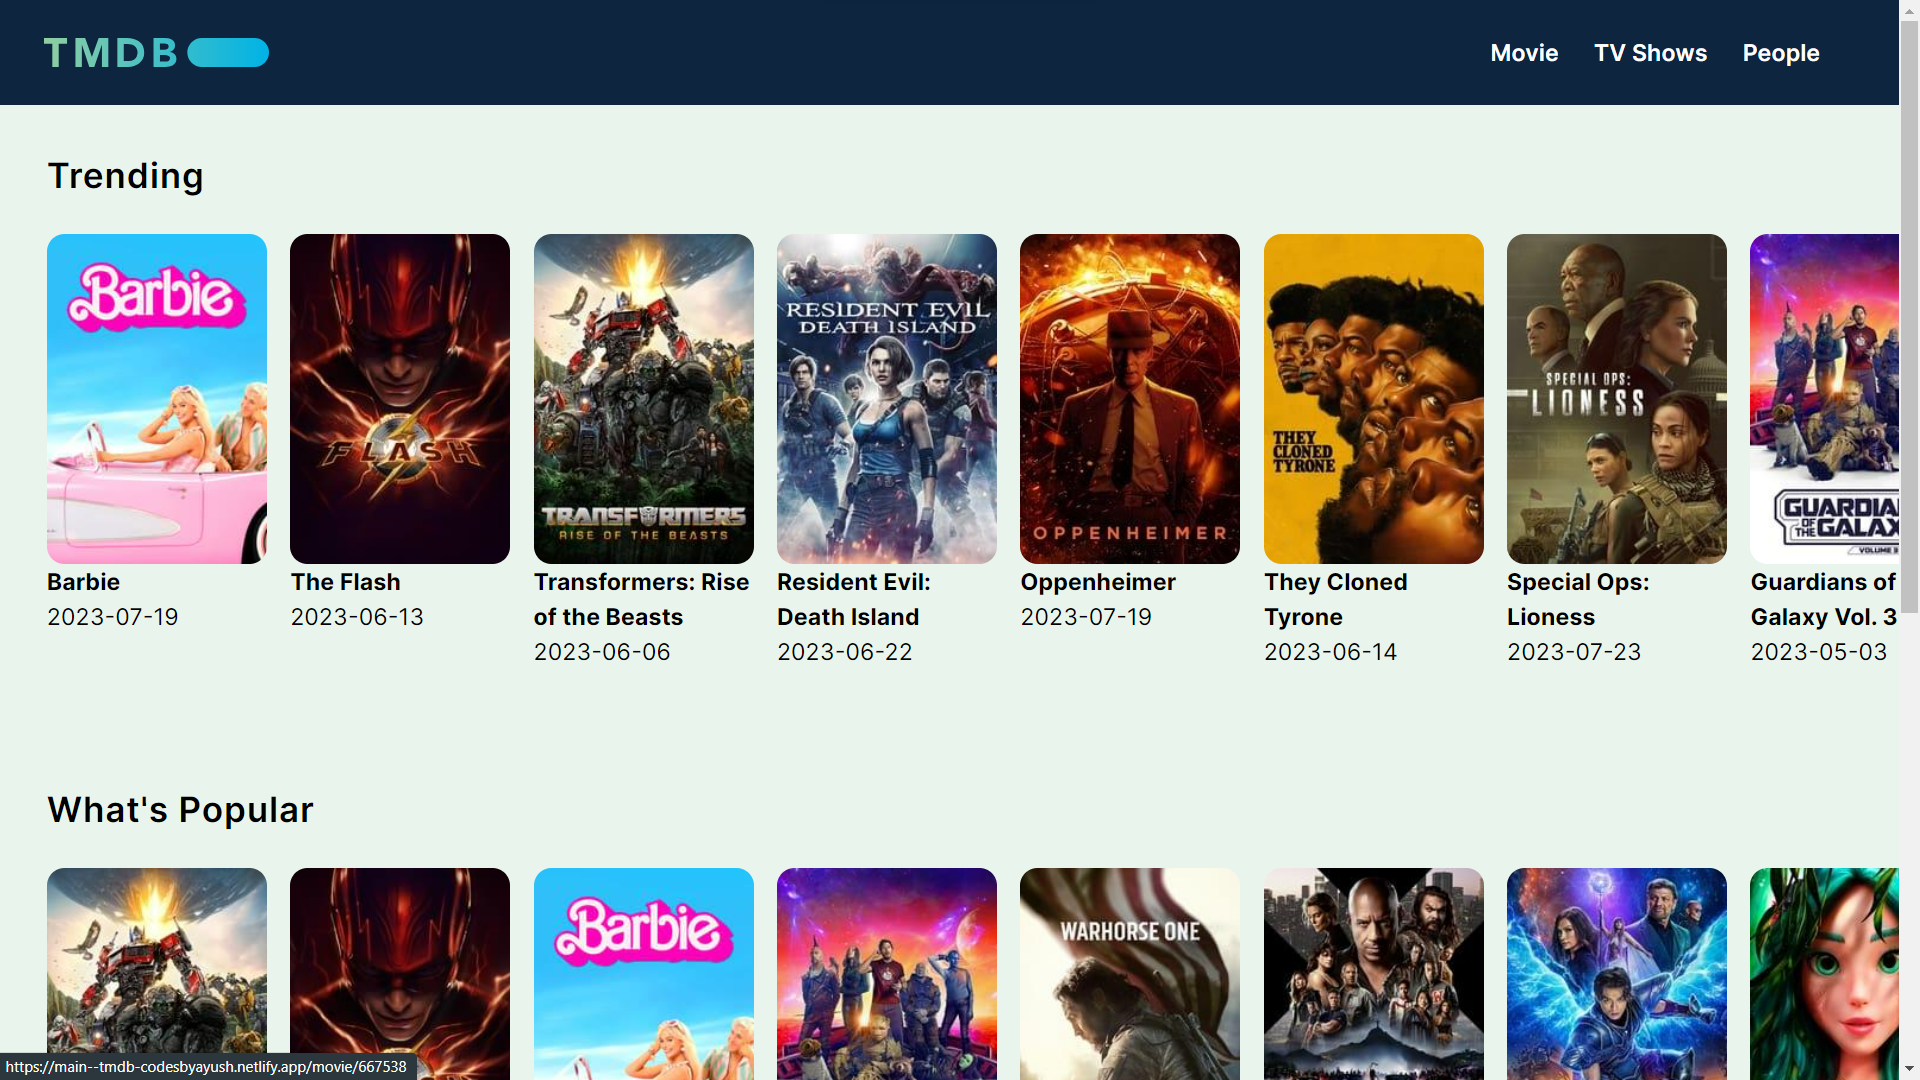 TMDB
Movie TV Shows People
Trending
Barbie
FLASH
TRANSFORMERS
RISE OF THE BEASTS
RESIDENT EVIL
DEATH ISLAND
OPPENHEIMER
THEY
CLONED
TYRONE
SPECIAL OPS:
LIONESS
GUARDIA
OF THE GALAX
VOLUME 3
Barbie
2023-07-19
The Flash
2023-06-13
Transformers: Rise
of the Beasts
2023-06-06
Resident Evil:
Death Island
2023-06-22
Oppenheimer
2023-07-19
They Cloned
Tyrone
2023-06-14
Special Ops:
Lioness
2023-07-23
Guardians of
Galaxy Vol. 3
2023-05-03
What's Popular
Barbie
WARHORSE ONE
https://main--tmdb-codesbyayush.netlify.app/movie/667538